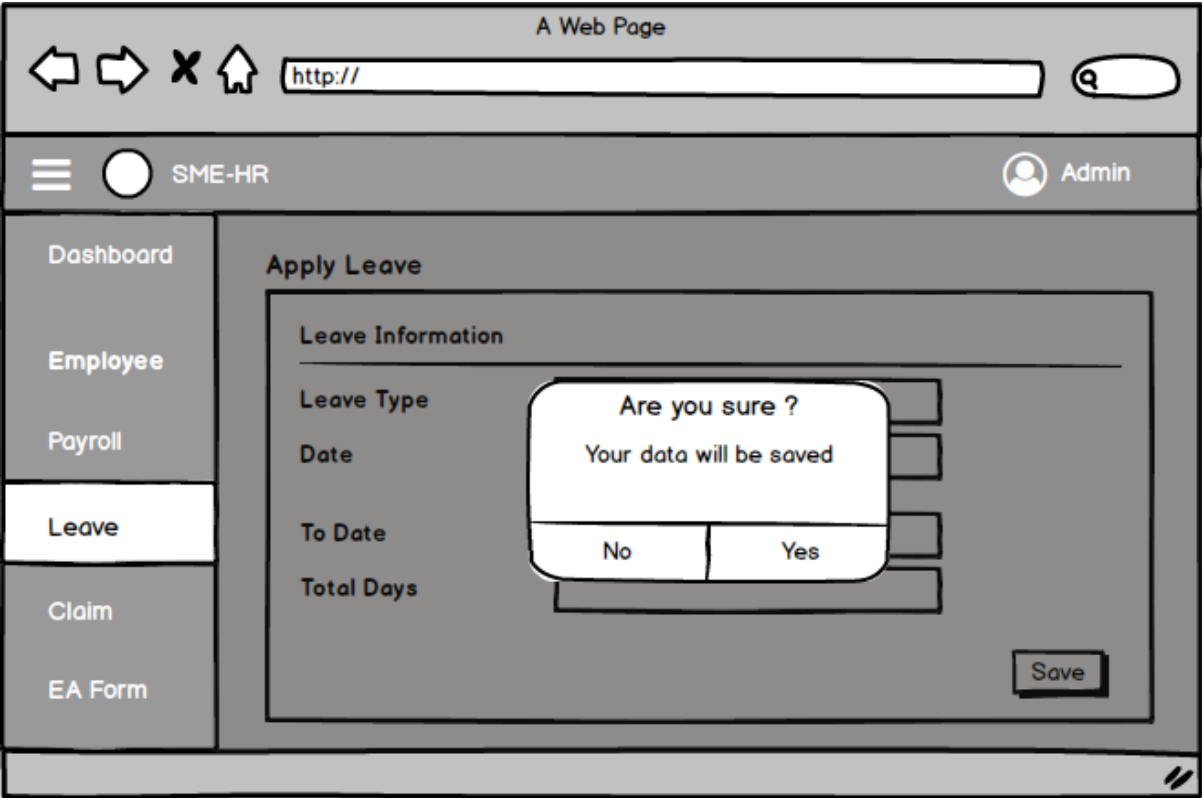 A Web Page
http://
SME-HR
Admin
Dashboard
Employee
Payroll
Leave
Claim
EA Form
Apply Leave
Leave Information
Leave Type
Date
To Date
Total Days
Are you sure ?
Your data will be saved
No
Yes
Save